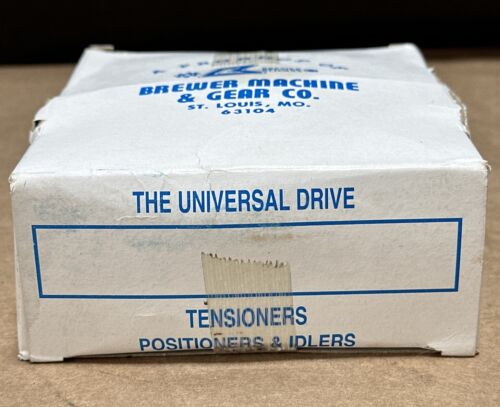 BREWER MACHINE
& GEAR CO.
ST. LOUIS, MO.
63104
THE UNIVERSAL DRIVE
TENSIONERS
POSITIONERS & IDLERS